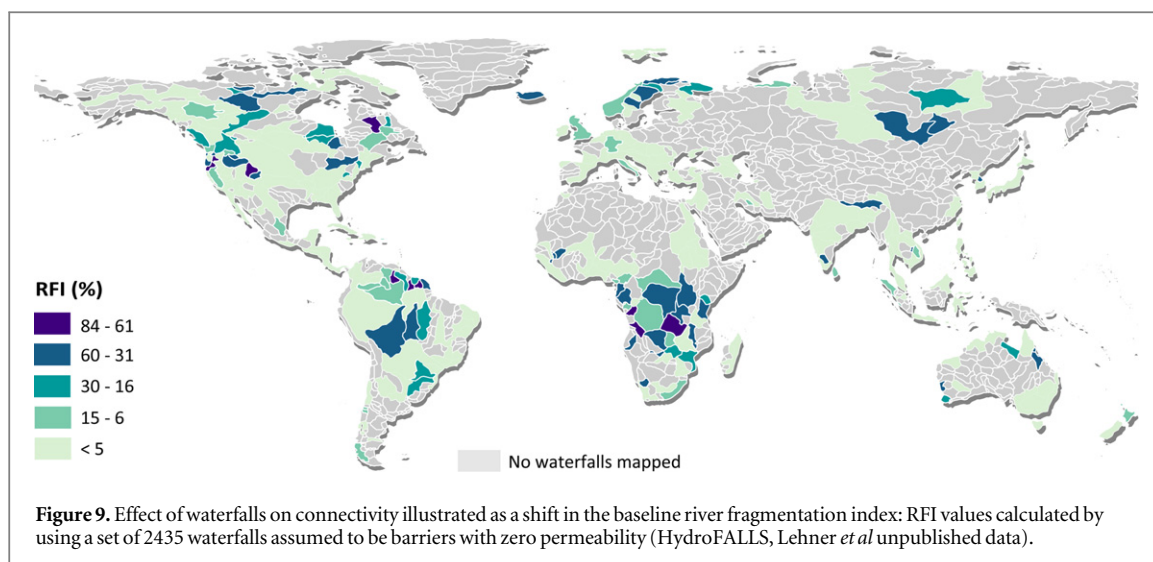 RFI (%)
84 - 61
60 - 31
30 - 16
15 - 6
< 5
No waterfalls mapped
Figure 9. Effect of waterfalls on connectivity illustrated as a shift in the baseline river fragmentation index: RFI values calculated by
using a set of 2435 waterfalls assumed to be barriers with zero permeability (HydroFALLS, Lehner et al unpublished data).